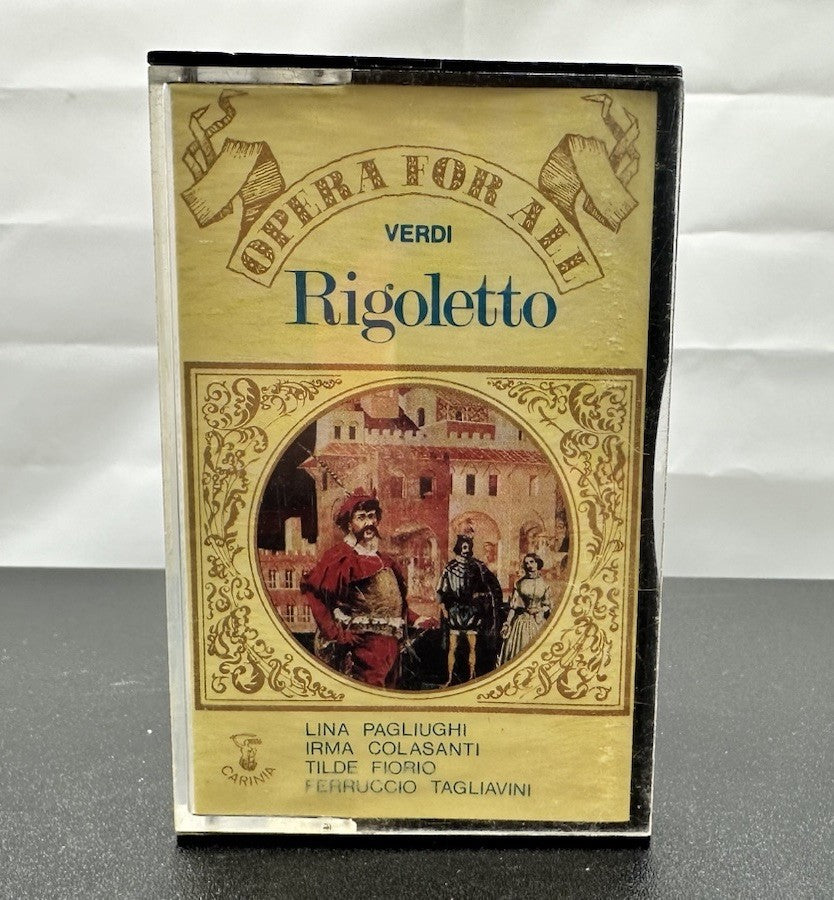 OPERA FOR ALL
VERDI
Rigoletto
LINA PAGLIUGHI
IRMA COLASANTI
TILDE FIORIO
FERRUCCIO TAGLIAVINI
CARINIA